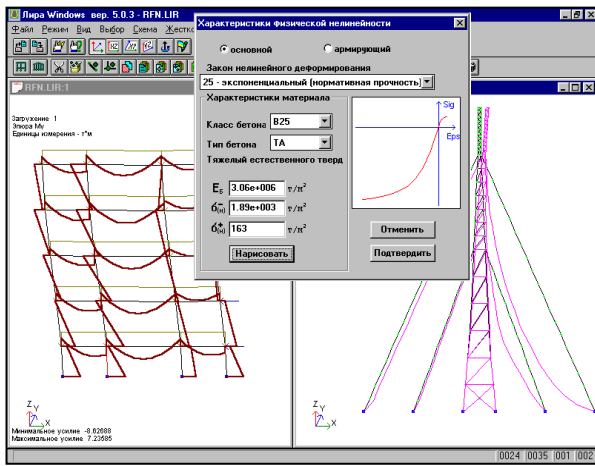 Лира Windows вер. 5.0.3 - RFN.LIR
Файл Режим Вид Выбор Схема
RFN.LIR:1
Загружение 1
Эпюра My
Единицы измерения - т*м
Z
Y
X
Минимальное усилие -8.62688
Максимальное усилие 7.23585
Характеристики физической нелинейности
основной
армирующий
Закон нелинейного деформирования
25 - экспоненциальный (нормативная прочность)
Характеристики материала
Класс бетона B25
Тип бетона TA
Тяжелый естественного тверд
3.06e+006 т/м²
1.89e+003 т/м²
163 т/м²
Нарисовать
Sig
Eps
Отменить
Подтвердить
Z
Y
X
0024 0035 001 002